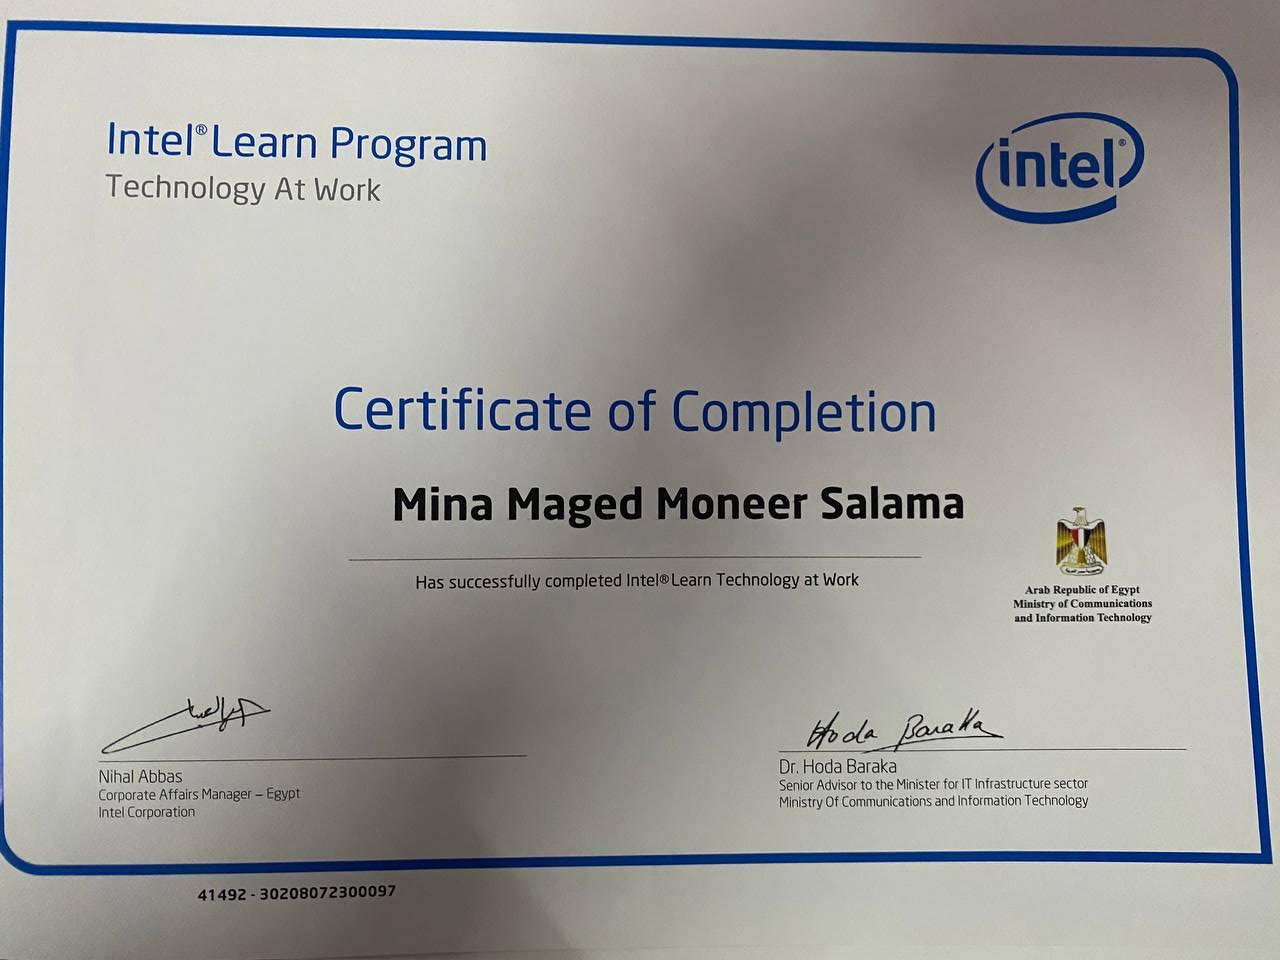 Intel® Learn Program
Technology At Work
intel®
Certificate of Completion
Mina Maged Moneer Salama
Has successfully completed Intel® Learn Technology at Work
Arab Republic of Egypt
Ministry of Communications
and Information Technology
Hoda Baraka
Nihal Abbas
Corporate Affairs Manager – Egypt
Intel Corporation
Dr. Hoda Baraka
Senior Advisor to the Minister for IT Infrastructure sector
Ministry Of Communications and Information Technology
41492 - 30208072300097